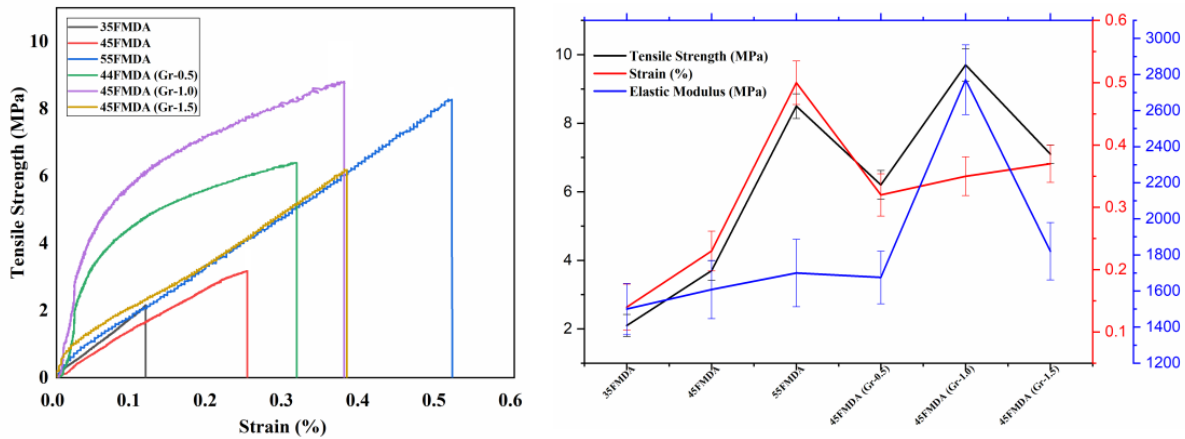 35FMDA
45FMDA
55FMDA
44FMDA (Gr-0.5)
45FMDA (Gr-1.0)
45FMDA (Gr-1.5)
10
8
6
4
2
0
0.0
0.1
0.2
0.3
0.4
0.5
0.6
Tensile Strength (MPa)
Strain (%)
Tensile Strength (MPa)
Strain (%)
Elastic Modulus (MPa)
10
8
6
4
2
0.6
0.5
0.4
0.3
0.2
0.1
3000
2800
2600
2400
2200
2000
1800
1600
1400
1200
35FMDA
45FMDA
55FMDA
45FMDA (Gr-0.5)
45FMDA (Gr-1.0)
45FMDA (Gr-1.5)